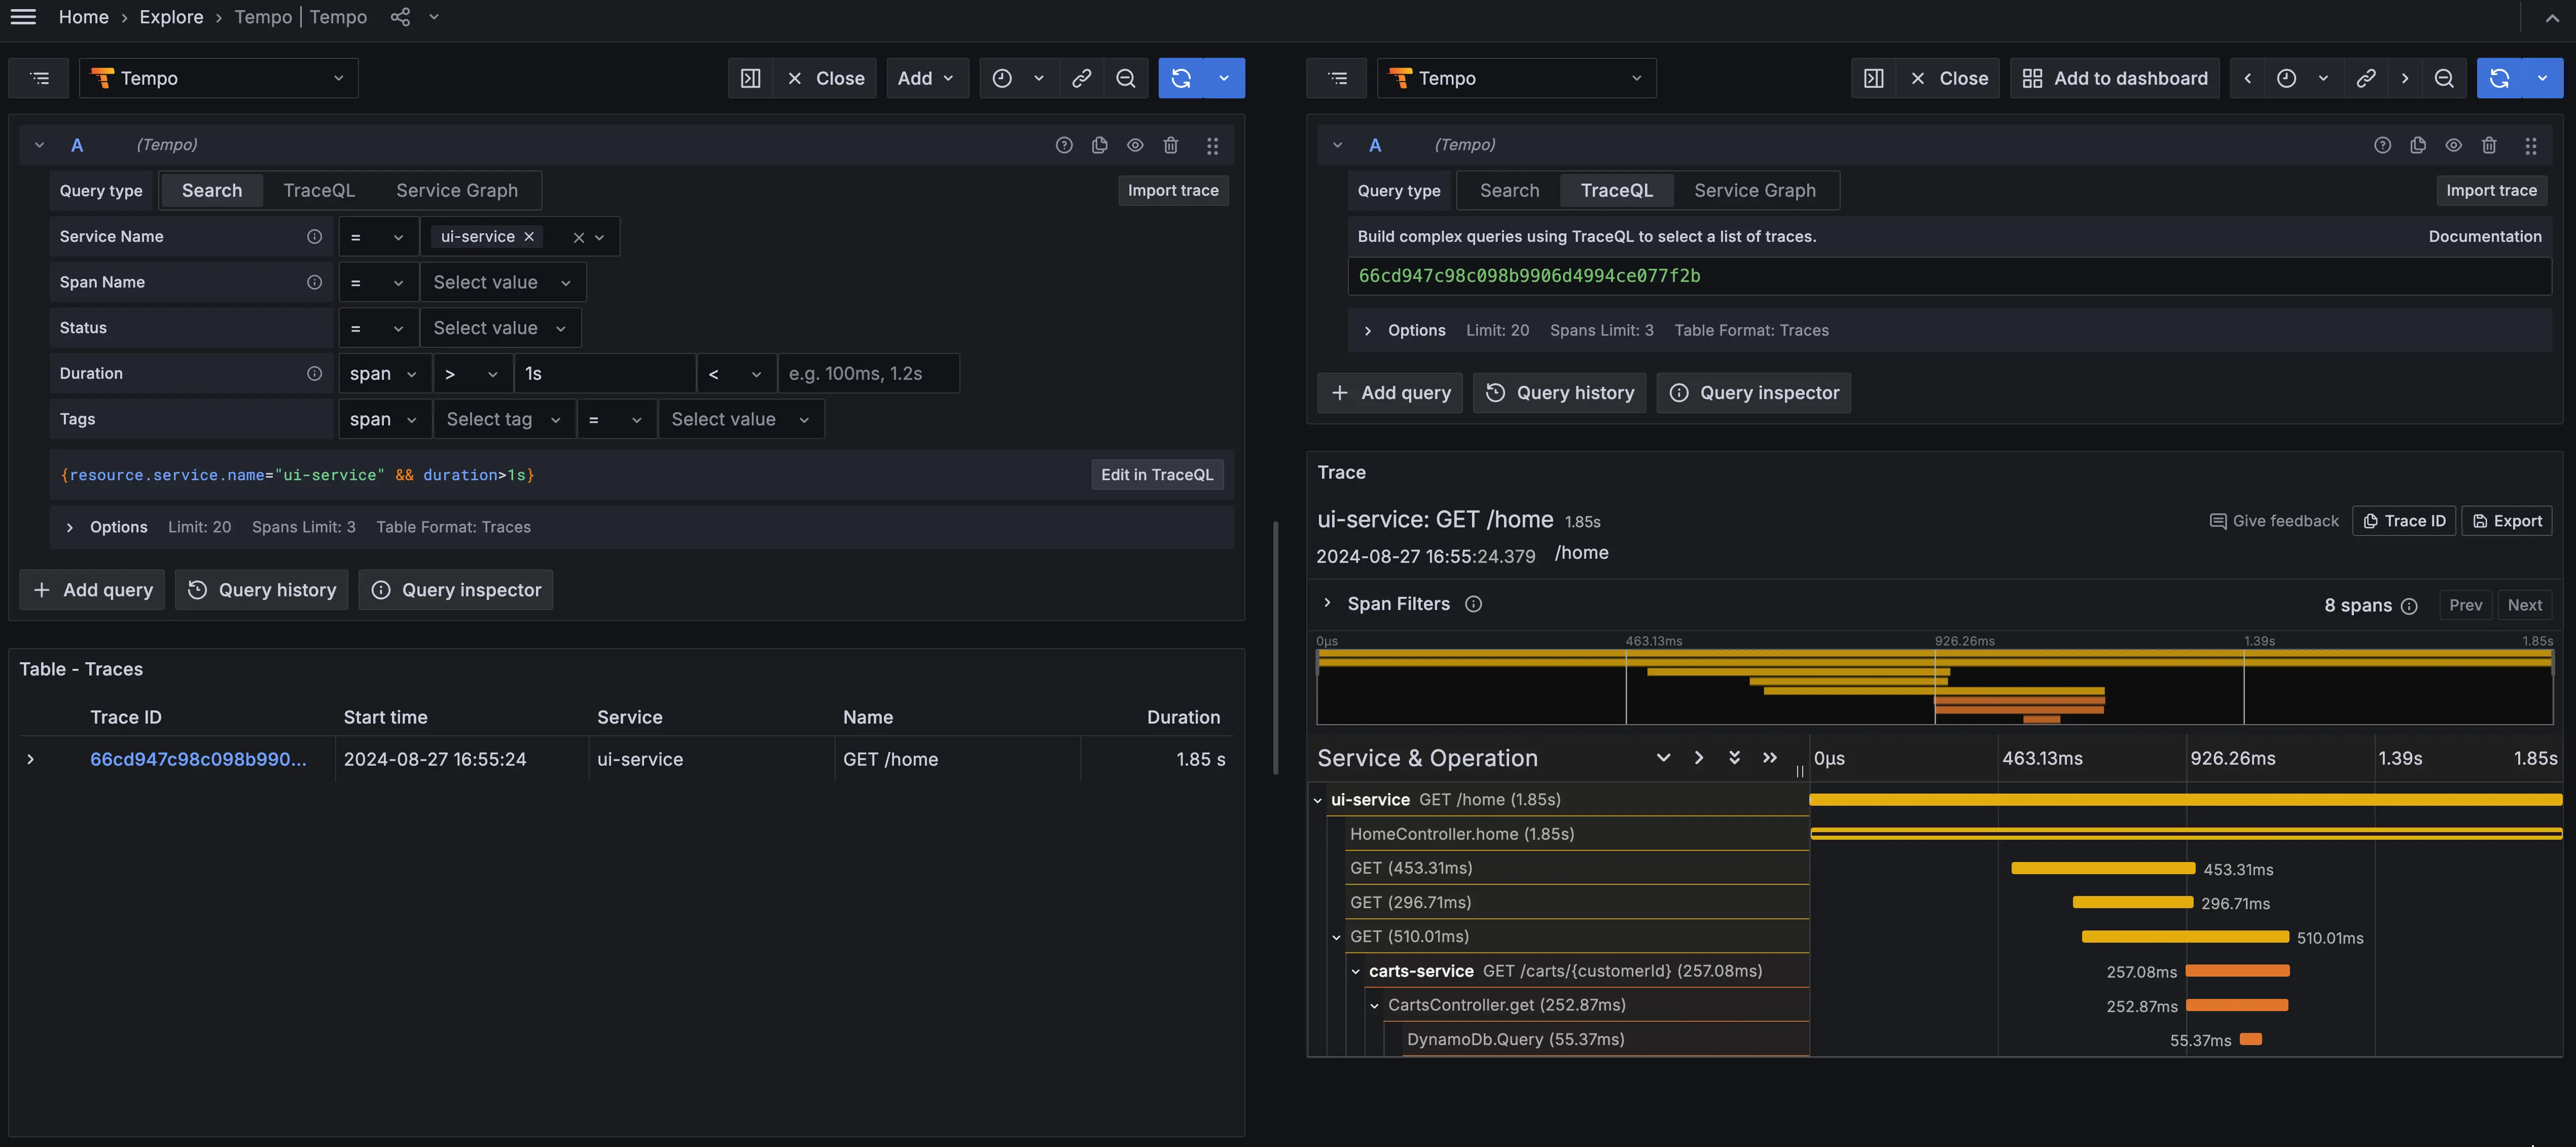 Home › Explore › Tempo | Tempo
Tempo
Close
Add
A (Tempo)
Query type Search TraceQL Service Graph Import trace
Service Name = ui-service
Span Name = Select value
Status = Select value
Duration span > 1s < e.g. 100ms, 1.2s
Tags span Select tag = Select value
{resource.service.name="ui-service" && duration>1s} Edit in TraceQL
Options Limit: 20 Spans Limit: 3 Table Format: Traces
Add query Query history Query inspector
Table - Traces
Trace ID Start time Service Name Duration
66cd947c98c098b990... 2024-08-27 16:55:24 ui-service GET /home 1.85 s
Tempo
Close Add to dashboard
A (Tempo)
Query type Search TraceQL Service Graph Import trace
Build complex queries using TraceQL to select a list of traces. Documentation
66cd947c98c098b9906d4994ce077f2b
Options Limit: 20 Spans Limit: 3 Table Format: Traces
Add query Query history Query inspector
Trace
ui-service: GET /home 1.85s Give feedback Trace ID Export
2024-08-27 16:55:24.379 /home
Span Filters 8 spans Prev Next
0μs 463.13ms 926.26ms 1.39s 1.85s
Service & Operation 0μs 463.13ms 926.26ms 1.39s 1.85s
ui-service GET /home (1.85s)
HomeController.home (1.85s)
GET (453.31ms) 453.31ms
GET (296.71ms) 296.71ms
GET (510.01ms) 510.01ms
carts-service GET /carts/{customerId} (257.08ms) 257.08ms
CartsController.get (252.87ms) 252.87ms
DynamoDb.Query (55.37ms) 55.37ms